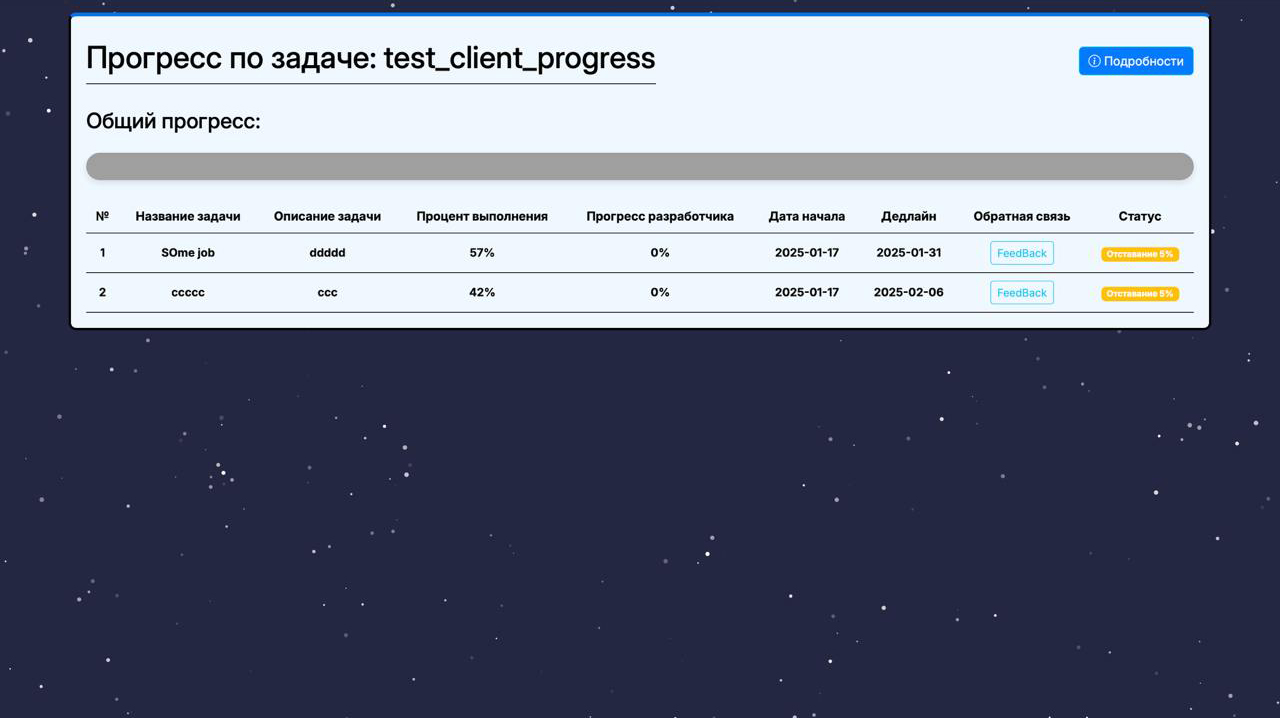 Прогресс по задаче: test_client_progress
Подробности
Общий прогресс:
№ Название задачи Описание задачи Процент выполнения Прогресс разработчика Дата начала Дедлайн Обратная связь Статус
1 SOme job ddddd 57% 0% 2025-01-17 2025-01-31 FeedBack Отставание 5%
2 ccccc ccc 42% 0% 2025-01-17 2025-02-06 FeedBack Отставание 5%